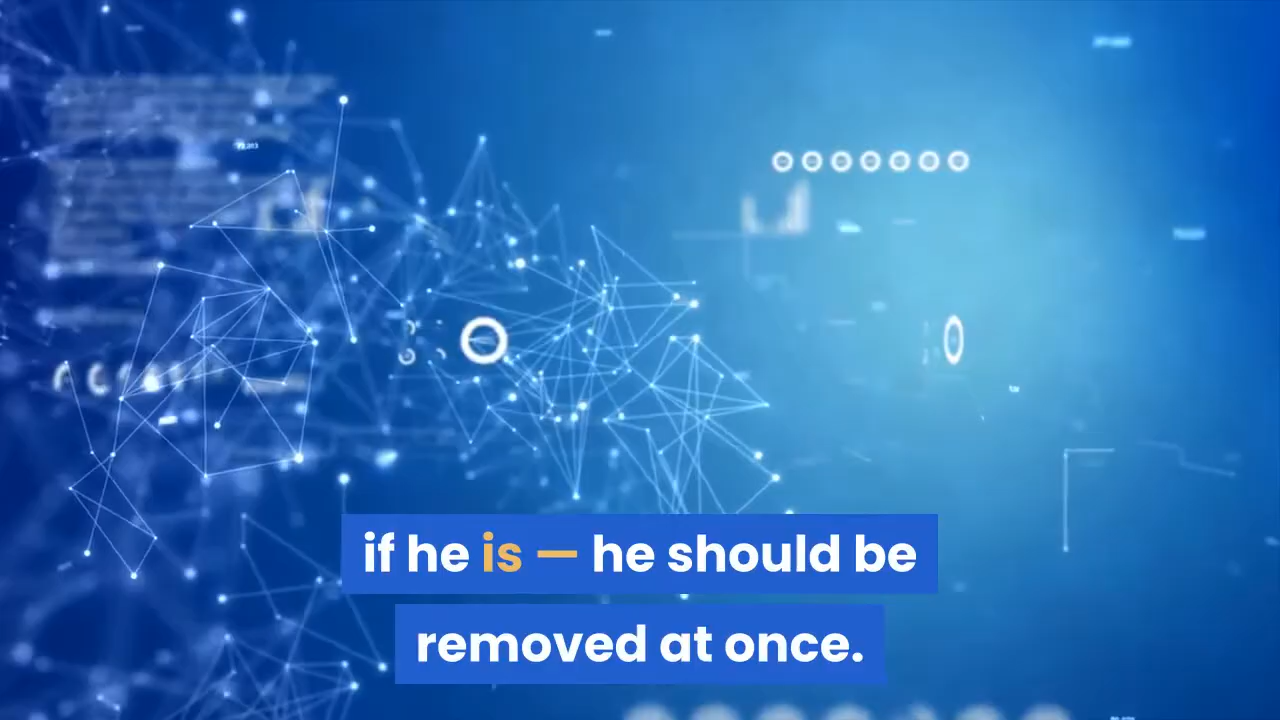 if he is — he should be
removed at once.